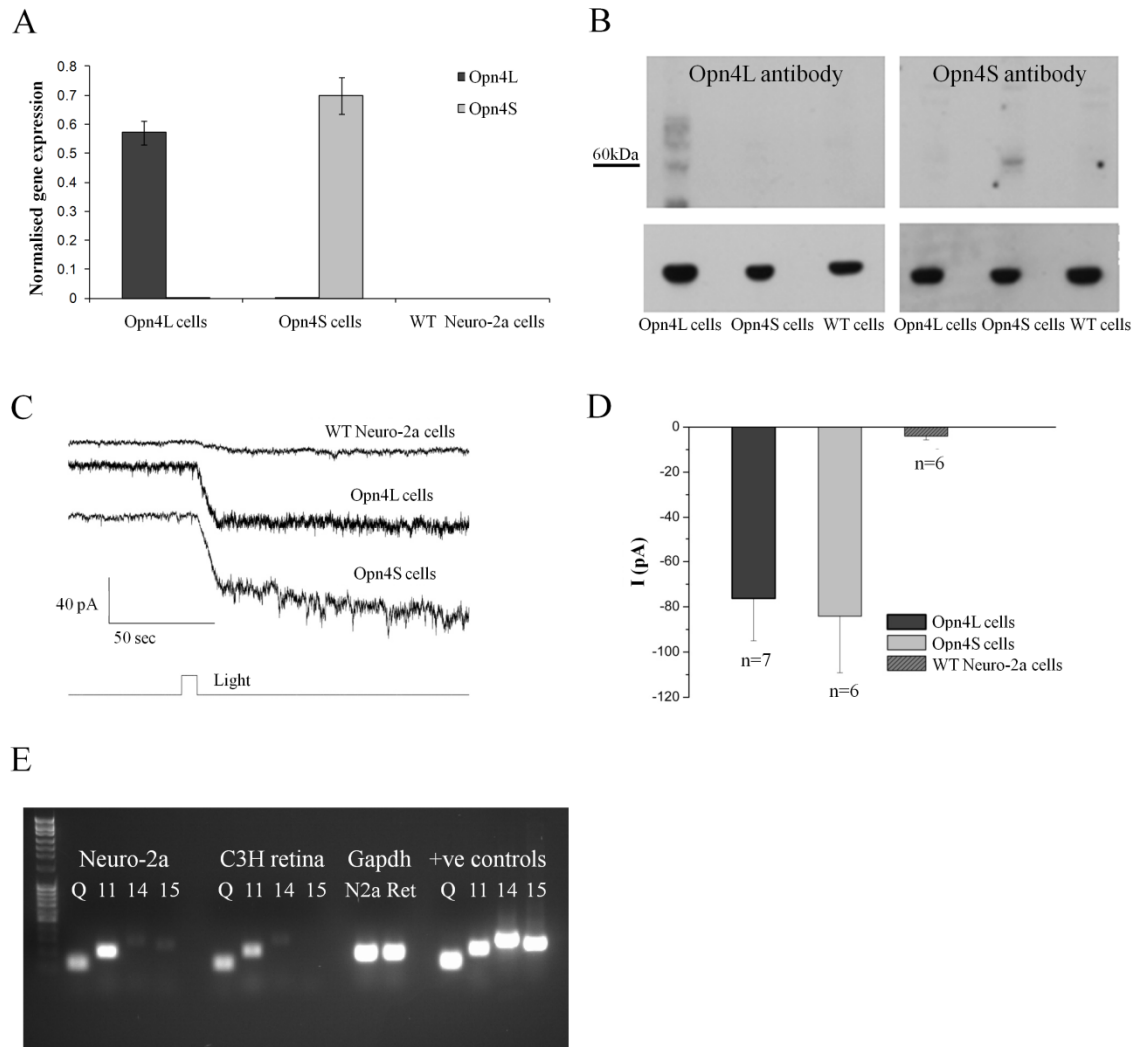 A
0.8
0.7
0.6
0.5
0.4
0.3
0.2
0.1
0
Normalised gene expression
Opn4L
Opn4S
Opn4L cells
Opn4S cells
WT Neuro-2a cells
B
Opn4L antibody
Opn4S antibody
60kDa
Opn4L cells Opn4S cells WT cells
Opn4L cells Opn4S cells WT cells
C
WT Neuro-2a cells
Opn4L cells
Opn4S cells
40 pA
50 sec
Light
D
0
-20
-40
-60
-80
-100
-120
I (pA)
n=6
n=7
n=6
Opn4L cells
Opn4S cells
WT Neuro-2a cells
E
Neuro-2a C3H retina Gapdh +ve controls
Q 11 14 15 Q 11 14 15 N2a Ret Q 11 14 15